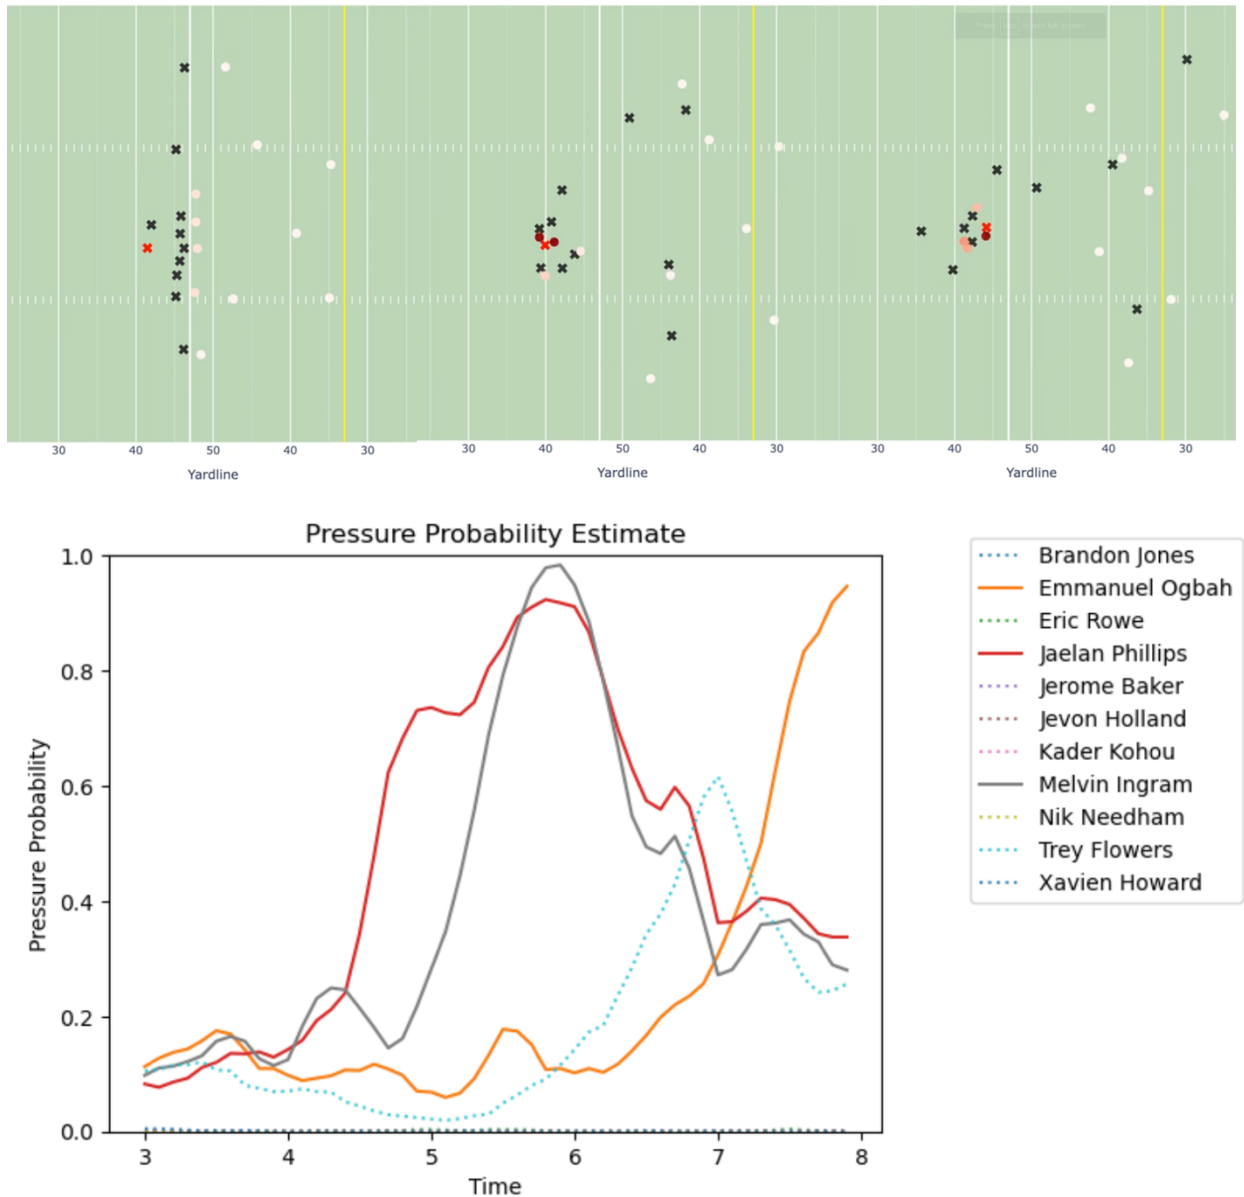 30 40 50 40 30
Yardline
30 40 50 40 30
Yardline
30 40 50 40 30
Yardline
Pressure Probability Estimate
Pressure Probability
1.0
0.8
0.6
0.4
0.2
0.0
3 4 5 6 7 8
Time
Brandon Jones
Emmanuel Ogbah
Eric Rowe
Jaelan Phillips
Jerome Baker
Jevon Holland
Kader Kohou
Melvin Ingram
Nik Needham
Trey Flowers
Xavien Howard